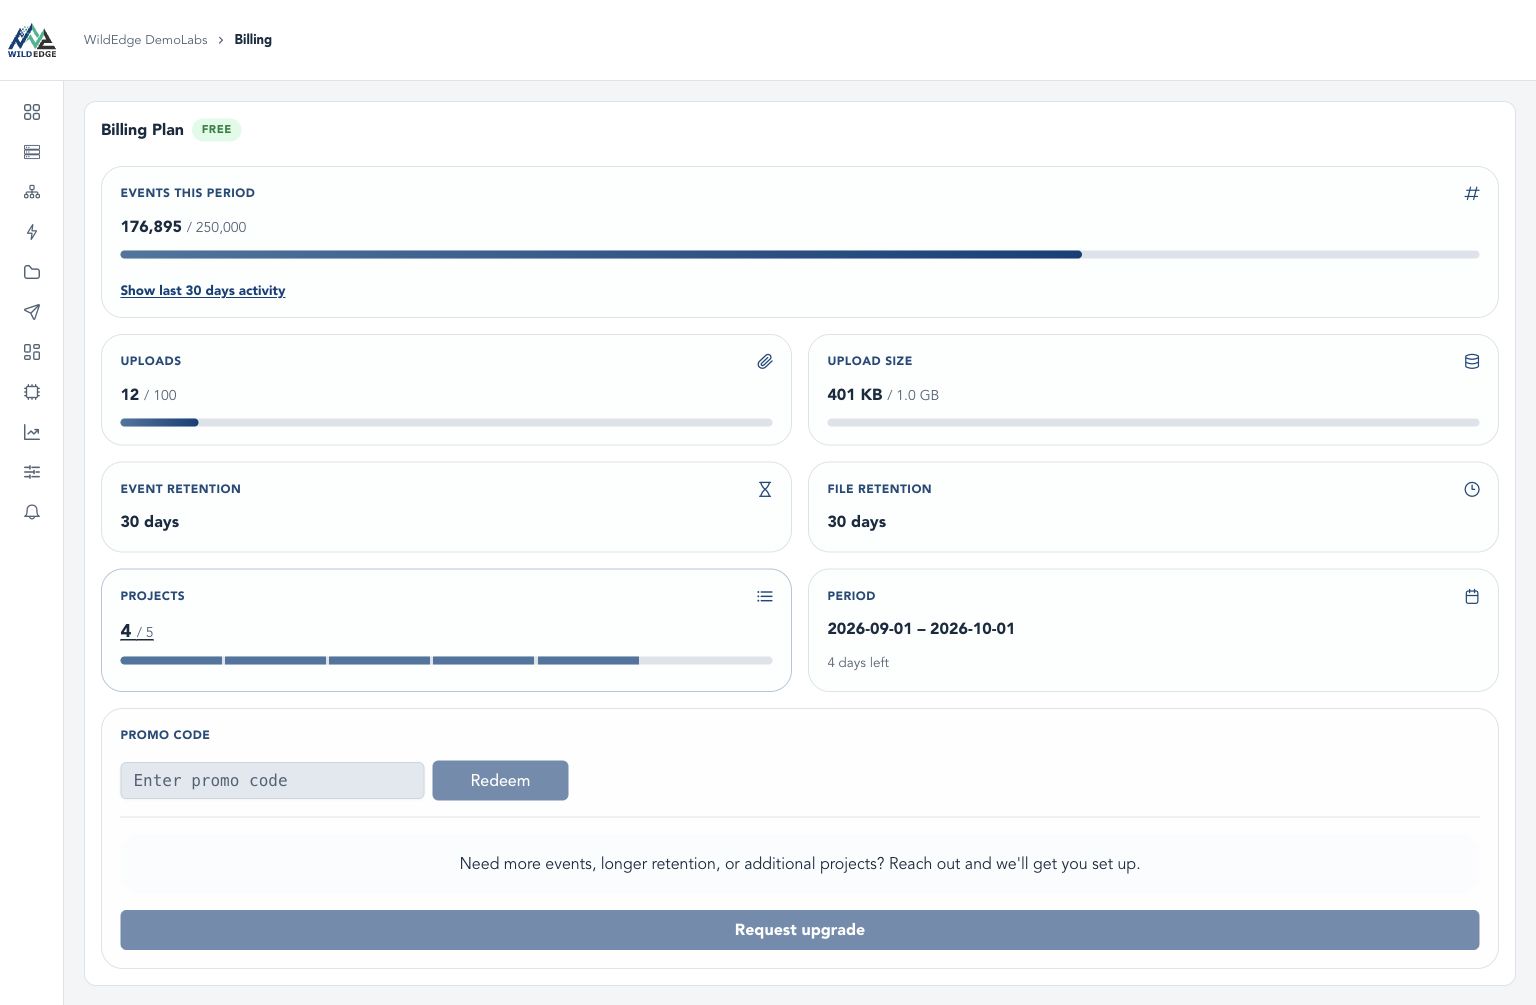 WILDEDGE
WildEdge DemoLabs > Billing
Billing Plan FREE
EVENTS THIS PERIOD
176,895 / 250,000
Show last 30 days activity
UPLOADS
12 / 100
UPLOAD SIZE
401 KB / 1.0 GB
EVENT RETENTION
30 days
FILE RETENTION
30 days
PROJECTS
4 / 5
PERIOD
2026-09-01 – 2026-10-01
4 days left
PROMO CODE
Enter promo code
Redeem
Need more events, longer retention, or additional projects? Reach out and we'll get you set up.
Request upgrade